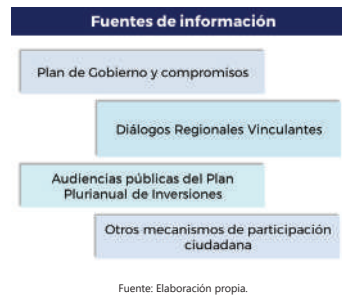 Fuentes de información
Plan de Gobierno y compromisos
Diálogos Regionales Vinculantes
Audiencias públicas del Plan
Plurianual de Inversiones
Otros mecanismos de participación
ciudadana
Fuente: Elaboración propia.